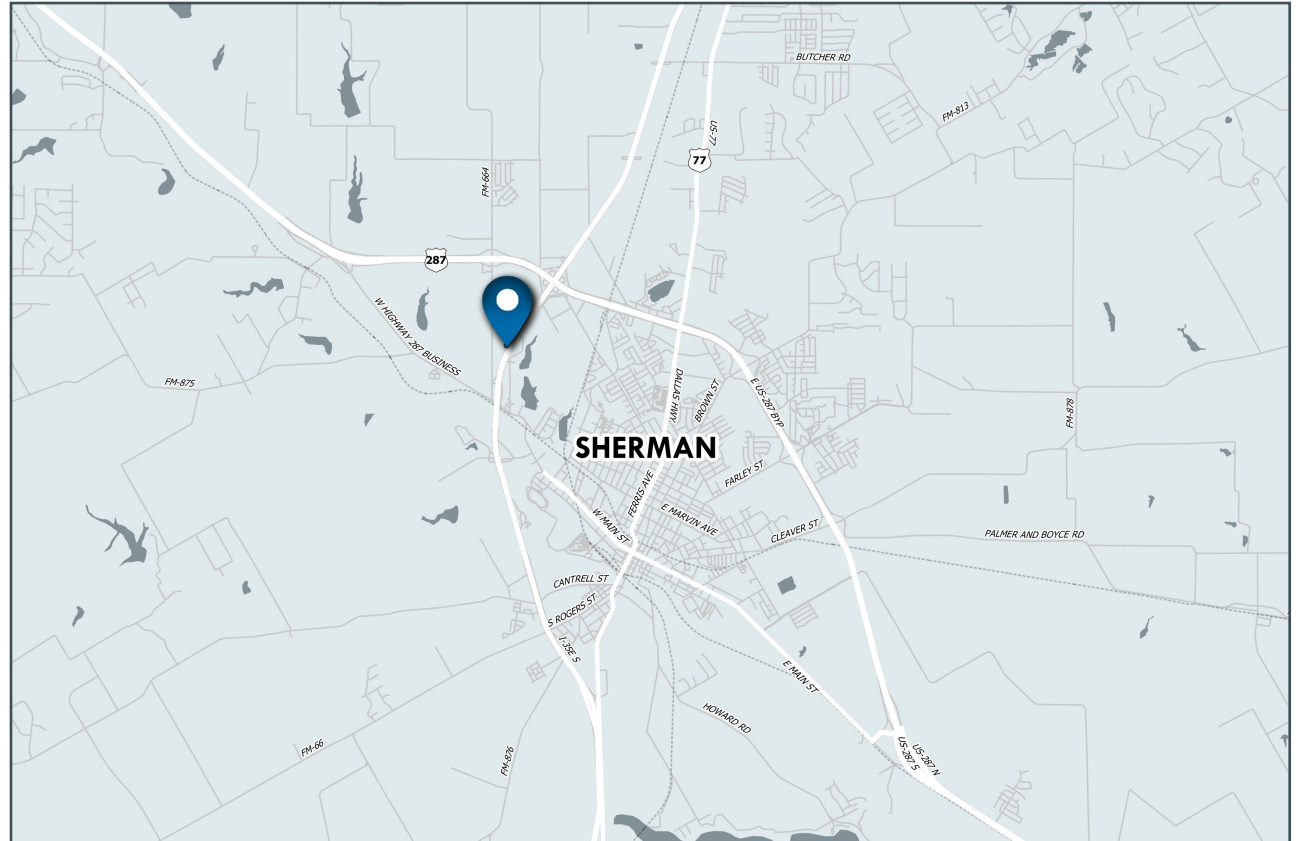 BUTCHER RD
FM-813
US-77
77
FM-664
287
W HIGHWAY 287 BUSINESS
FM-875
DALLAS HWY
BROWN ST
E US-287 BYP
FM-878
SHERMAN
FARLEY ST
FERRIS AVE
E MARVIN AVE
W MAIN ST
CLEAVER ST
PALMER AND BOYCE RD
CANTRELL ST
S ROGERS ST
I-35E S
E MAIN ST
HOWARD RD
FM-66
FM-876
US-287 S
US-287 N